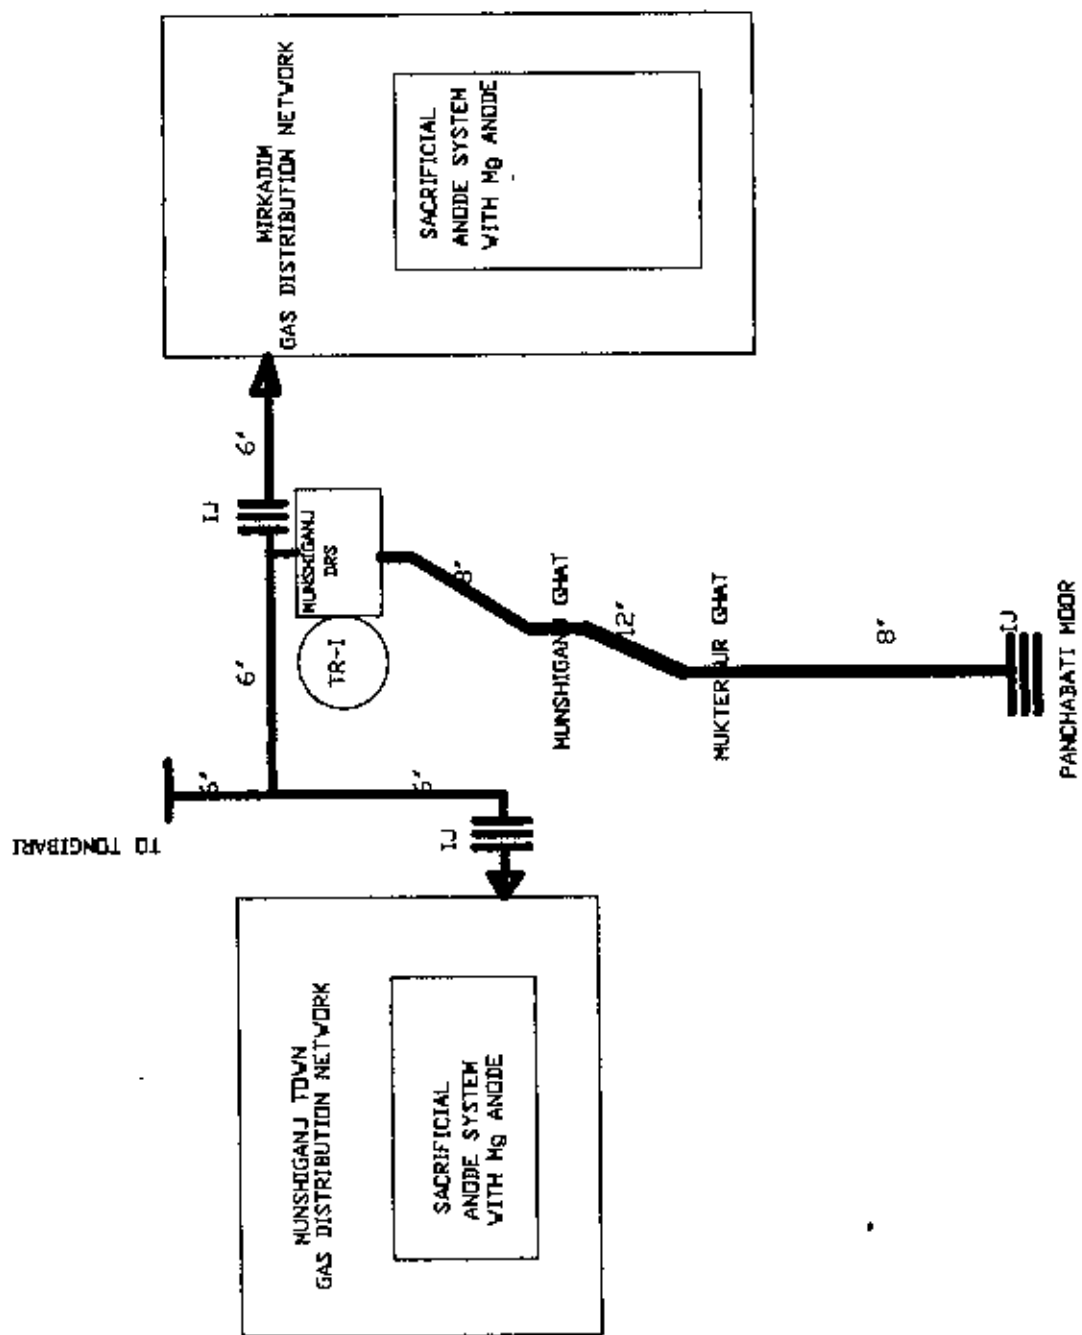 MIRKADIM
GAS DISTRIBUTION NETWORK
SACRIFICIAL
ANODE SYSTEM
WITH Mg ANODE
6'
IJ
MUNSHIGANJ
DRS
TR-I
6'
8'
MUNSHIGANJ GHAT
12'
MUKTERPUR GHAT
8'
IJ
PANCHABATI MOOR
6'
6'
TO TONGIBARI
IJ
MUNSHIGANJ TOWN
GAS DISTRIBUTION NETWORK
SACRIFICIAL
ANODE SYSTEM
WITH Mg ANODE